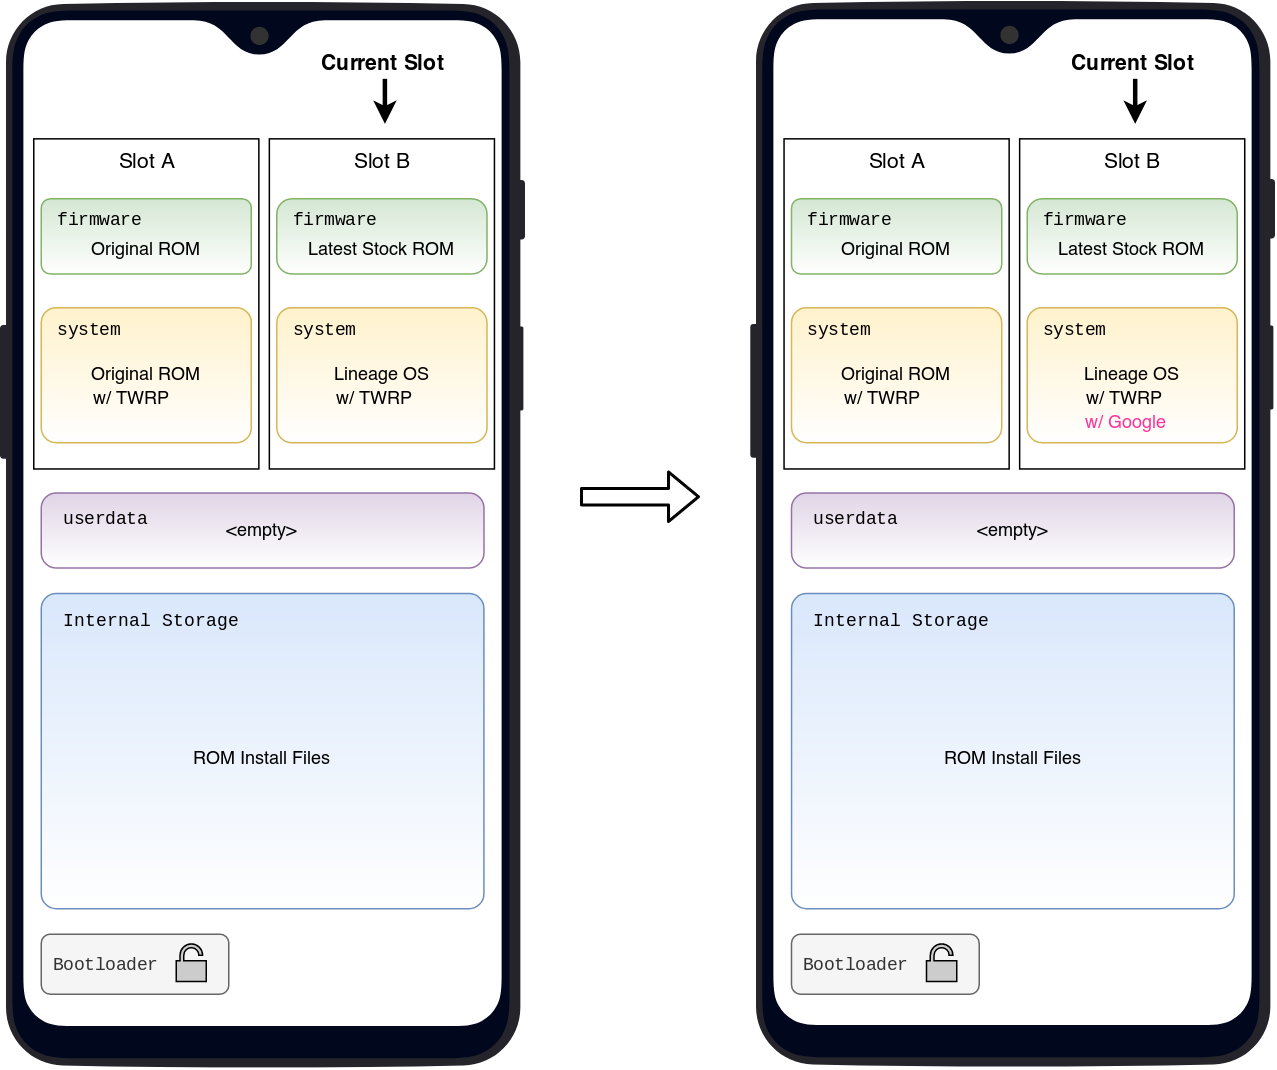 Current Slot
Slot A
Slot B
firmware
Original ROM
firmware
Latest Stock ROM
system
Original ROM
w/ TWRP
system
Lineage OS
w/ TWRP
userdata
<empty>
Internal Storage
ROM Install Files
Bootloader
Current Slot
Slot A
Slot B
firmware
Original ROM
firmware
Latest Stock ROM
system
Original ROM
w/ TWRP
system
Lineage OS
w/ TWRP
w/ Google
userdata
<empty>
Internal Storage
ROM Install Files
Bootloader